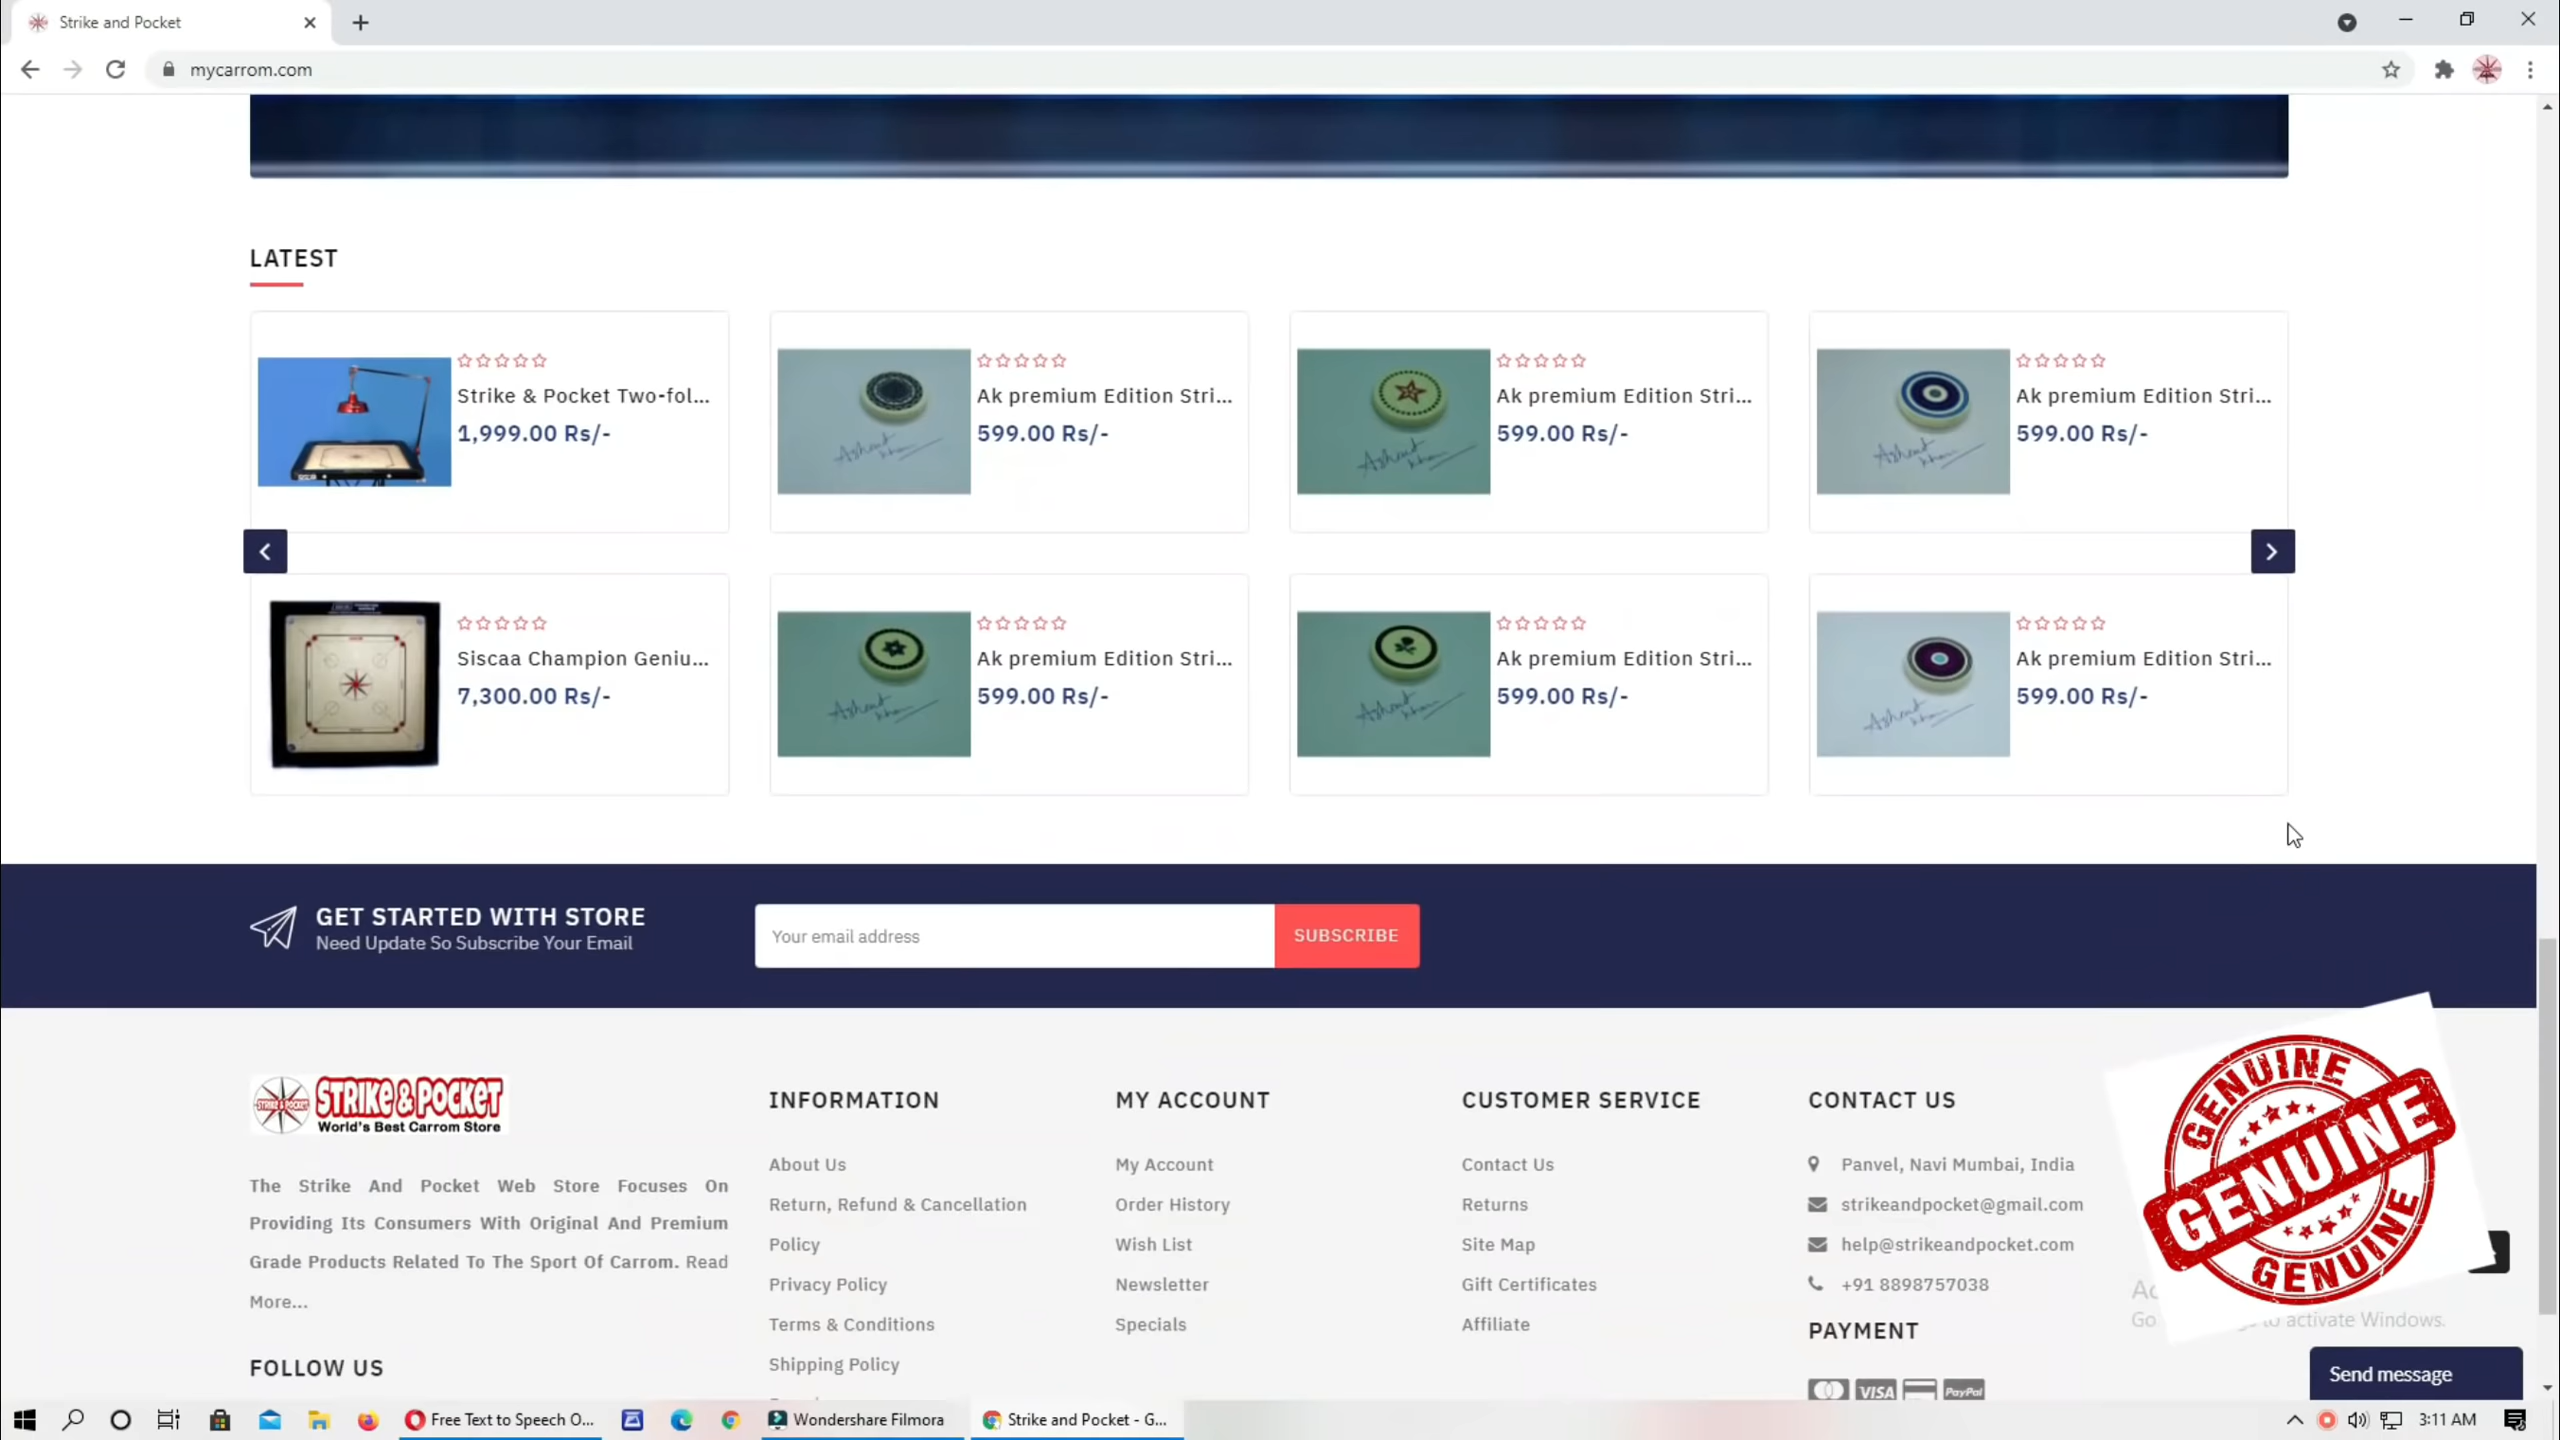 Strike and Pocket
mycarrom.com
LATEST
Strike & Pocket Two-fol...
1,999.00 Rs/-
Ak premium Edition Stri...
599.00 Rs/-
Ak premium Edition Stri...
599.00 Rs/-
Ak premium Edition Stri...
599.00 Rs/-
Siscaa Champion Geniu...
7,300.00 Rs/-
Ak premium Edition Stri...
599.00 Rs/-
Ak premium Edition Stri...
599.00 Rs/-
Ak premium Edition Stri...
599.00 Rs/-
GET STARTED WITH STORE
Need Update So Subscribe Your Email
Your email address
SUBSCRIBE
STRIKE & POCKET
World's Best Carrom Store
The Strike And Pocket Web Store Focuses On
Providing Its Consumers With Original And Premium
Grade Products Related To The Sport Of Carrom. Read
More...
FOLLOW US
INFORMATION
About Us
Return, Refund & Cancellation
Policy
Privacy Policy
Terms & Conditions
Shipping Policy
MY ACCOUNT
My Account
Order History
Wish List
Newsletter
Specials
CUSTOMER SERVICE
Contact Us
Returns
Site Map
Gift Certificates
Affiliate
CONTACT US
Panvel, Navi Mumbai, India
strikeandpocket@gmail.com
help@strikeandpocket.com
+91 8898757038
PAYMENT
VISA
PayPal
GENUINE
GENUINE
GENUINE
Go to activate Windows.
Send message
Free Text to Speech O...
Wondershare Filmora
Strike and Pocket - G...
3:11 AM